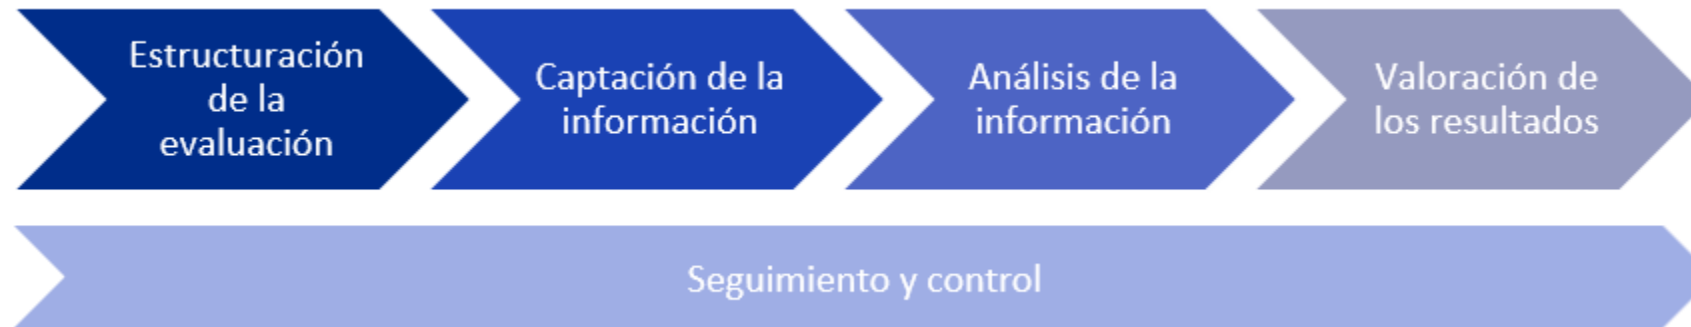 Estructuración
de la
evaluación
Captación de la
información
Análisis de la
información
Valoración de
los resultados
Seguimiento y control